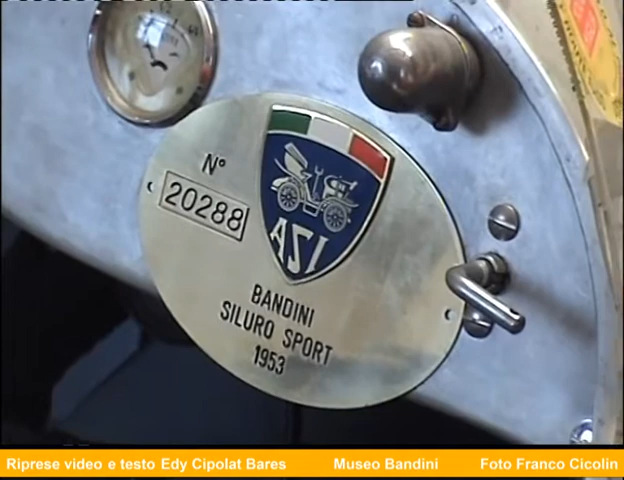 N°
20288
ASI
BANDINI
SILURO SPORT
1953
Riprese video e testo Edy Cipolat Bares Museo Bandini Foto Franco Cicolin